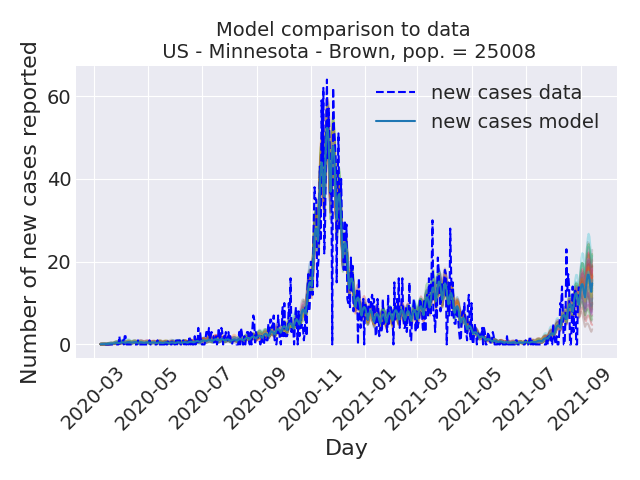 Model comparison to data
US - Minnesota - Brown, pop. = 25008
Number of new cases reported
60
40
20
0
new cases data
new cases model
2020-03
2020-05
2020-07
2020-09
2020-11
2021-01
2021-03
2021-05
2021-07
2021-09
Day